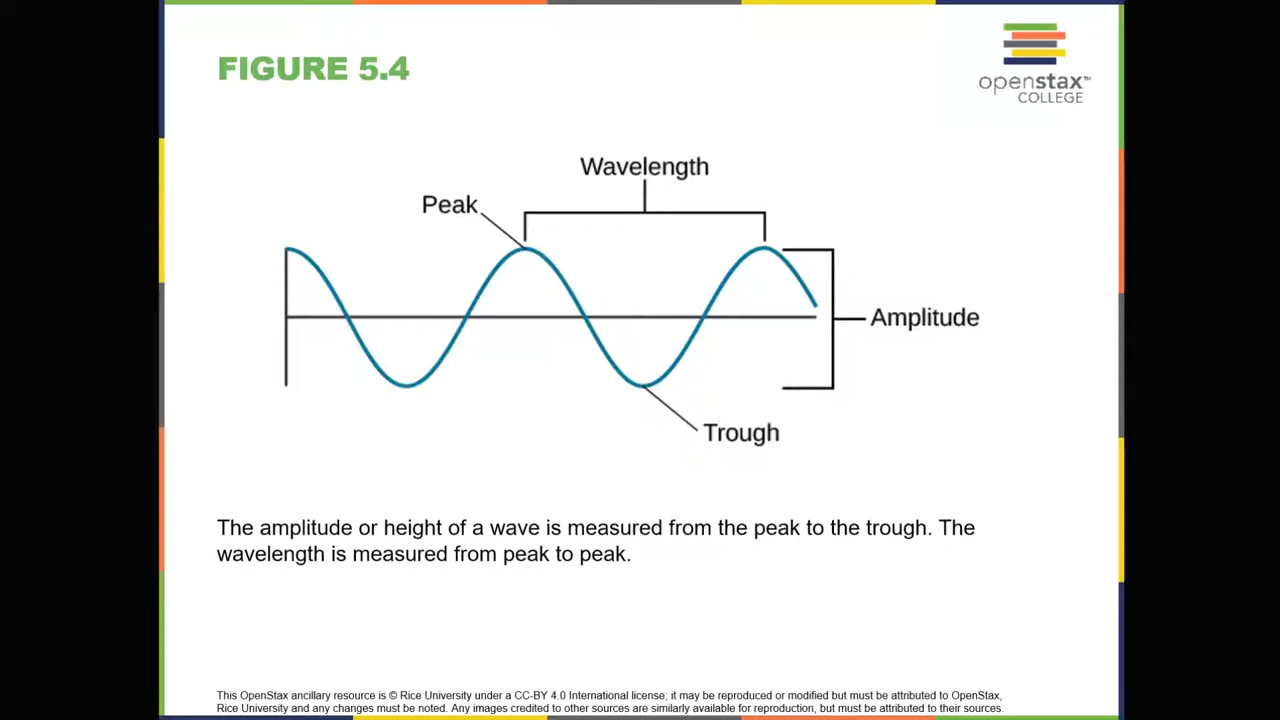 FIGURE 5.4
openstax™
COLLEGE
Wavelength
Peak
Amplitude
Trough
The amplitude or height of a wave is measured from the peak to the trough. The
wavelength is measured from peak to peak.
This OpenStax ancillary resource is © Rice University under a CC-BY 4.0 International license; it may be reproduced or modified but must be attributed to OpenStax,
Rice University and any changes must be noted. Any images credited to other sources are similarly available for reproduction, but must be attributed to their sources.